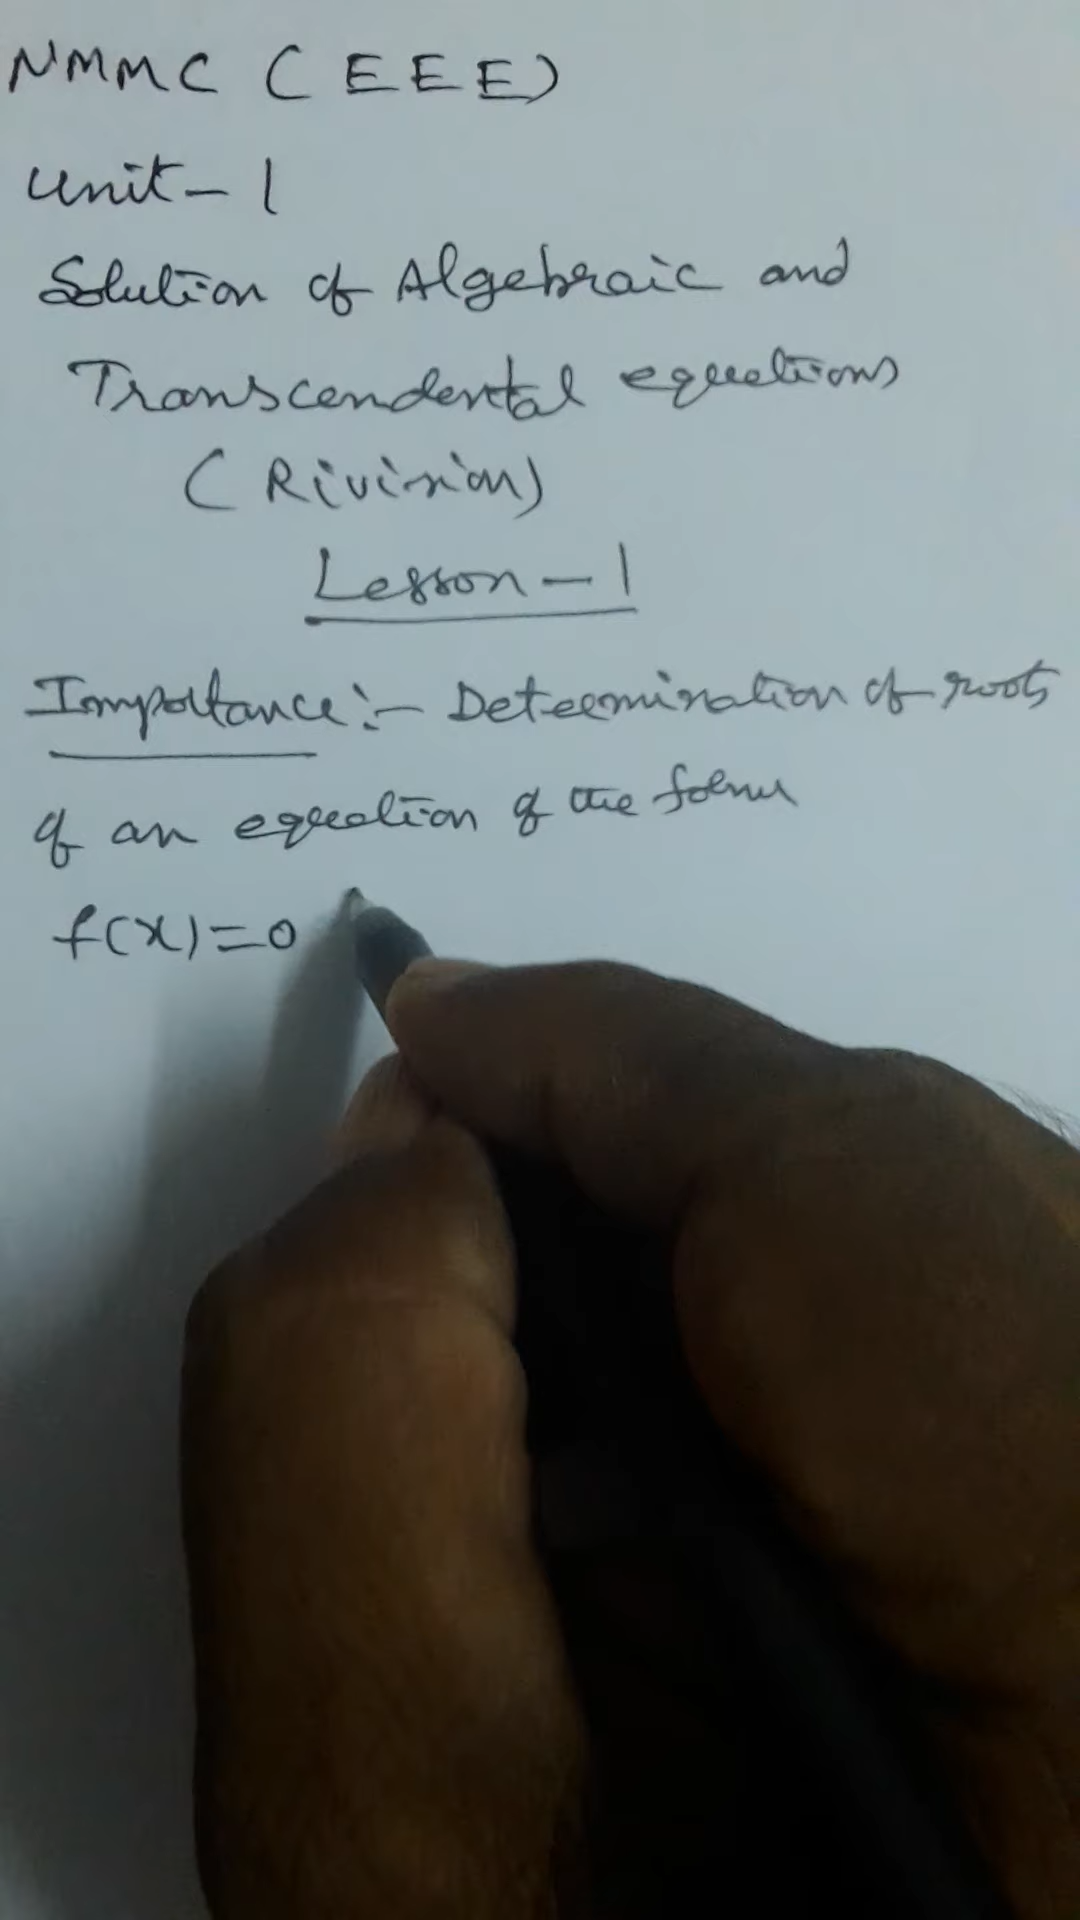 NMMC (EEE)
Unit - 1
Solution of Algebraic and
Transcendental equations
(Rivision)
Lesson - 1
Importance :- Determination of roots
of an equation of the form
f(x)=0